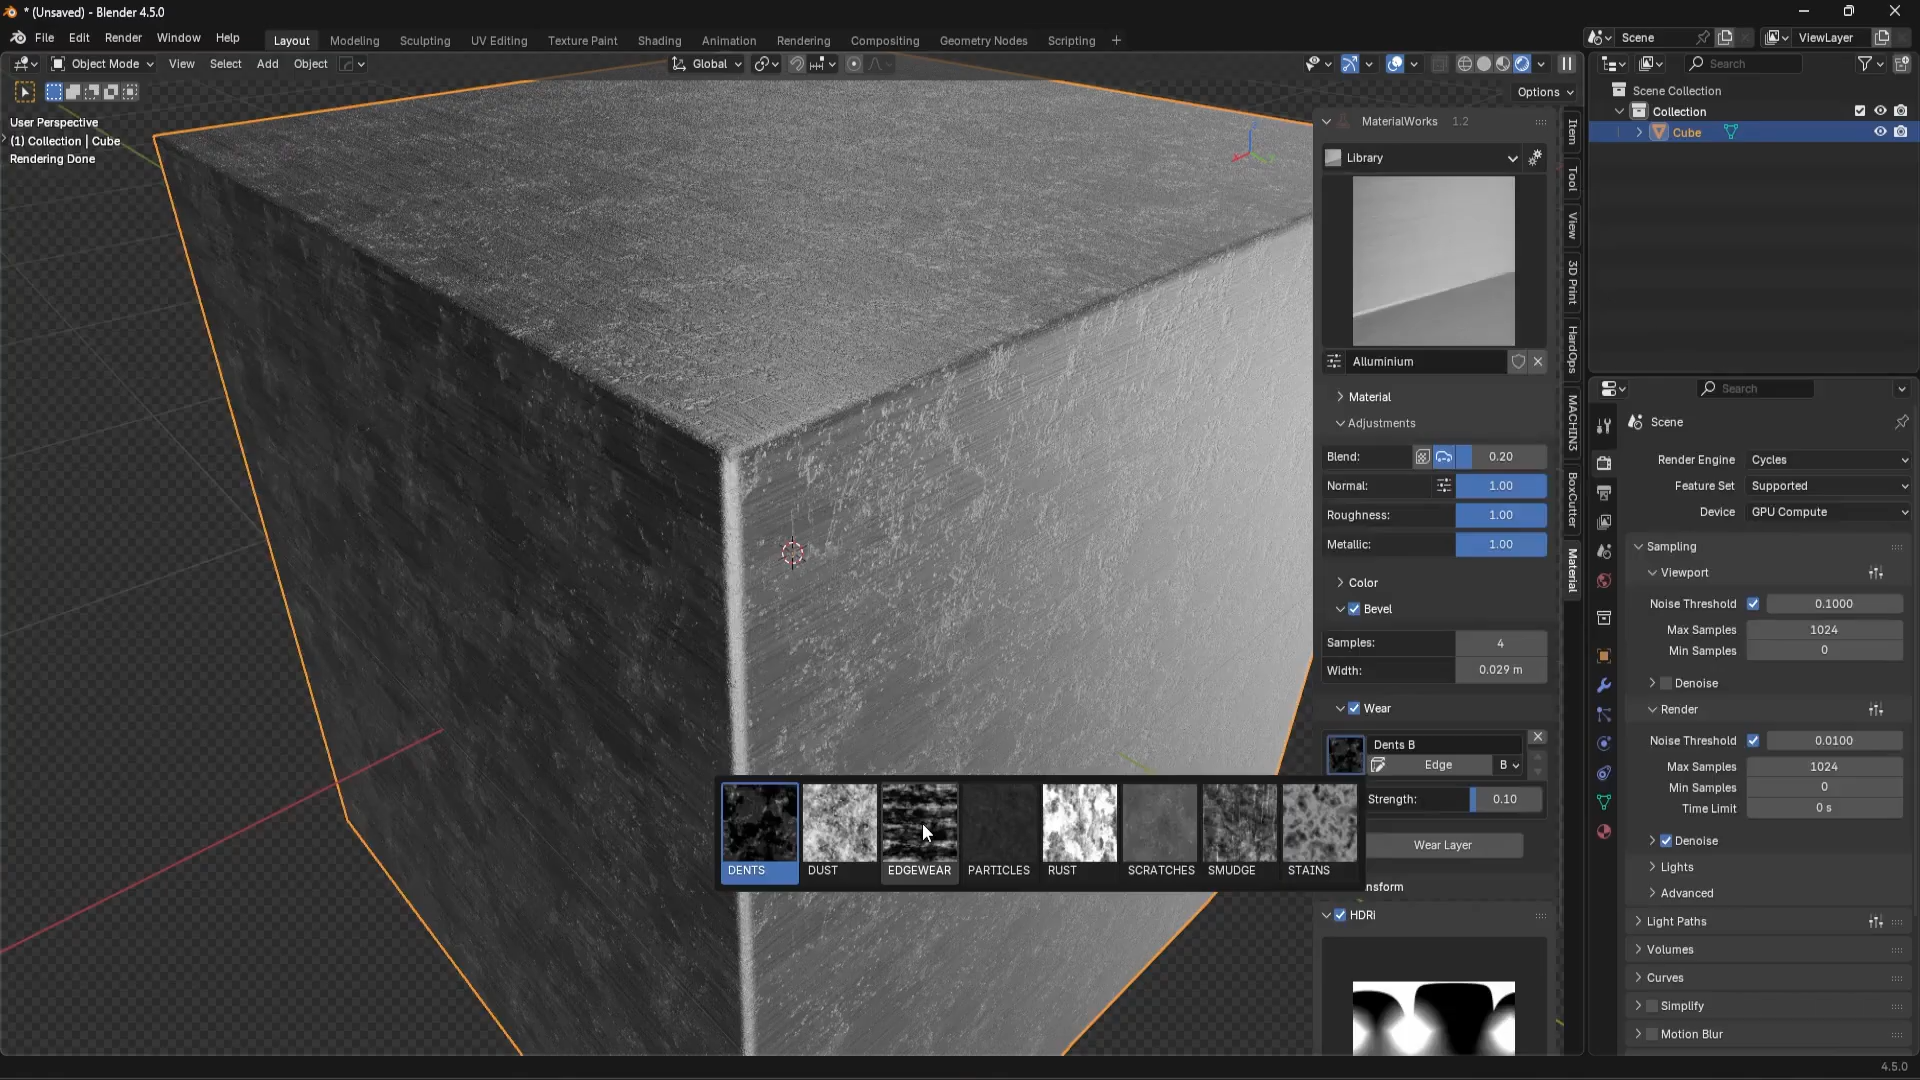 * (Unsaved) - Blender 4.5.0
File Edit Render Window Help Layout Modeling Sculpting UV Editing Texture Paint Shading Animation Rendering Compositing Geometry Nodes Scripting + Scene ViewLayer
Object Mode View Select Add Object Global Search
Options
User Perspective
(1) Collection | Cube
Rendering Done
Scene Collection
Collection
Cube
MaterialWorks 1.2
Library
Alluminium
Material
Adjustments
Blend: 0.20
Normal: 1.00
Roughness: 1.00
Metallic: 1.00
Color
Bevel
Samples: 4
Width: 0.029 m
Wear
Dents B
Edge B
Strength: 0.10
Wear Layer
nsform
HDRi
DENTS DUST EDGEWEAR PARTICLES RUST SCRATCHES SMUDGE STAINS
Item
Tool
View
3D Print
HardOps
MACHIN3
BoxCutter
Material
Search
Scene
Render Engine Cycles
Feature Set Supported
Device GPU Compute
Sampling
Viewport
Noise Threshold 0.1000
Max Samples 1024
Min Samples 0
Denoise
Render
Noise Threshold 0.0100
Max Samples 1024
Min Samples 0
Time Limit 0 s
Denoise
Lights
Advanced
Light Paths
Volumes
Curves
Simplify
Motion Blur
4.5.0